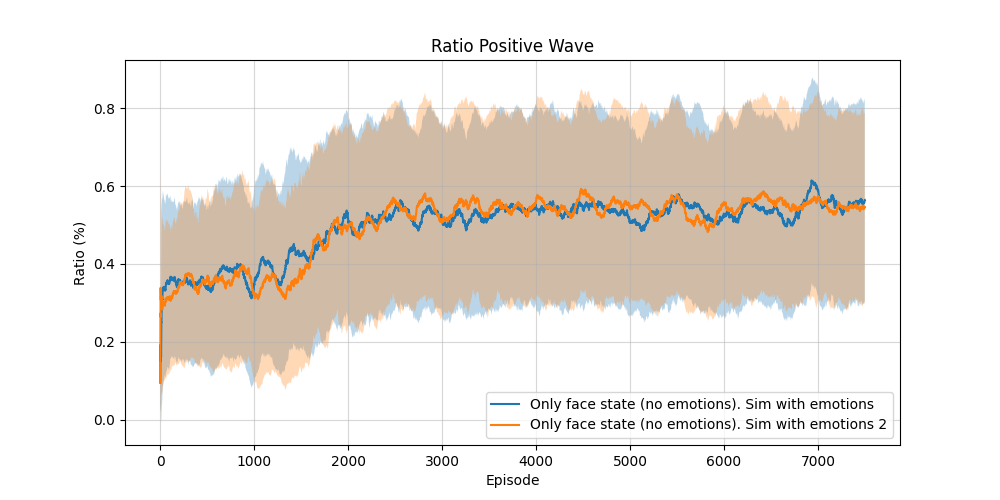 Ratio Positive Wave
Ratio (%)
0.8
0.6
0.4
0.2
0.0
Only face state (no emotions). Sim with emotions
Only face state (no emotions). Sim with emotions 2
0 1000 2000 3000 4000 5000 6000 7000
Episode